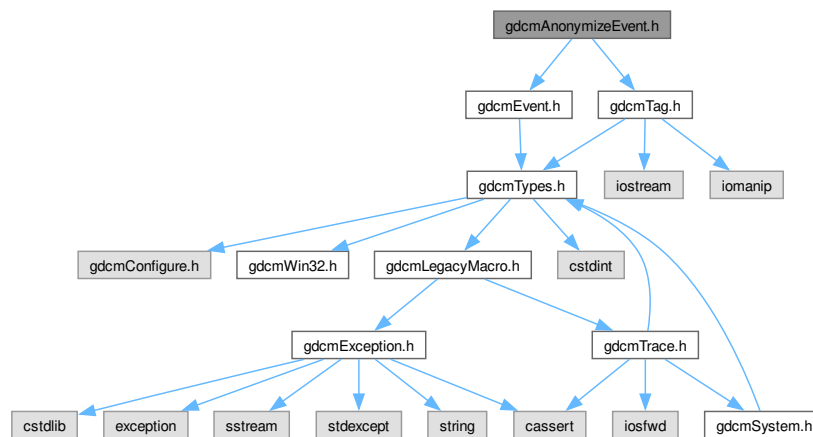 gdcmAnonymizeEvent.h
gdcmEvent.h
gdcmTag.h
gdcmTypes.h
iostream
iomanip
gdcmConfigure.h
gdcmWin32.h
gdcmLegacyMacro.h
cstdint
gdcmException.h
gdcmTrace.h
cstdlib
exception
sstream
stdexcept
string
cassert
iosfwd
gdcmSystem.h